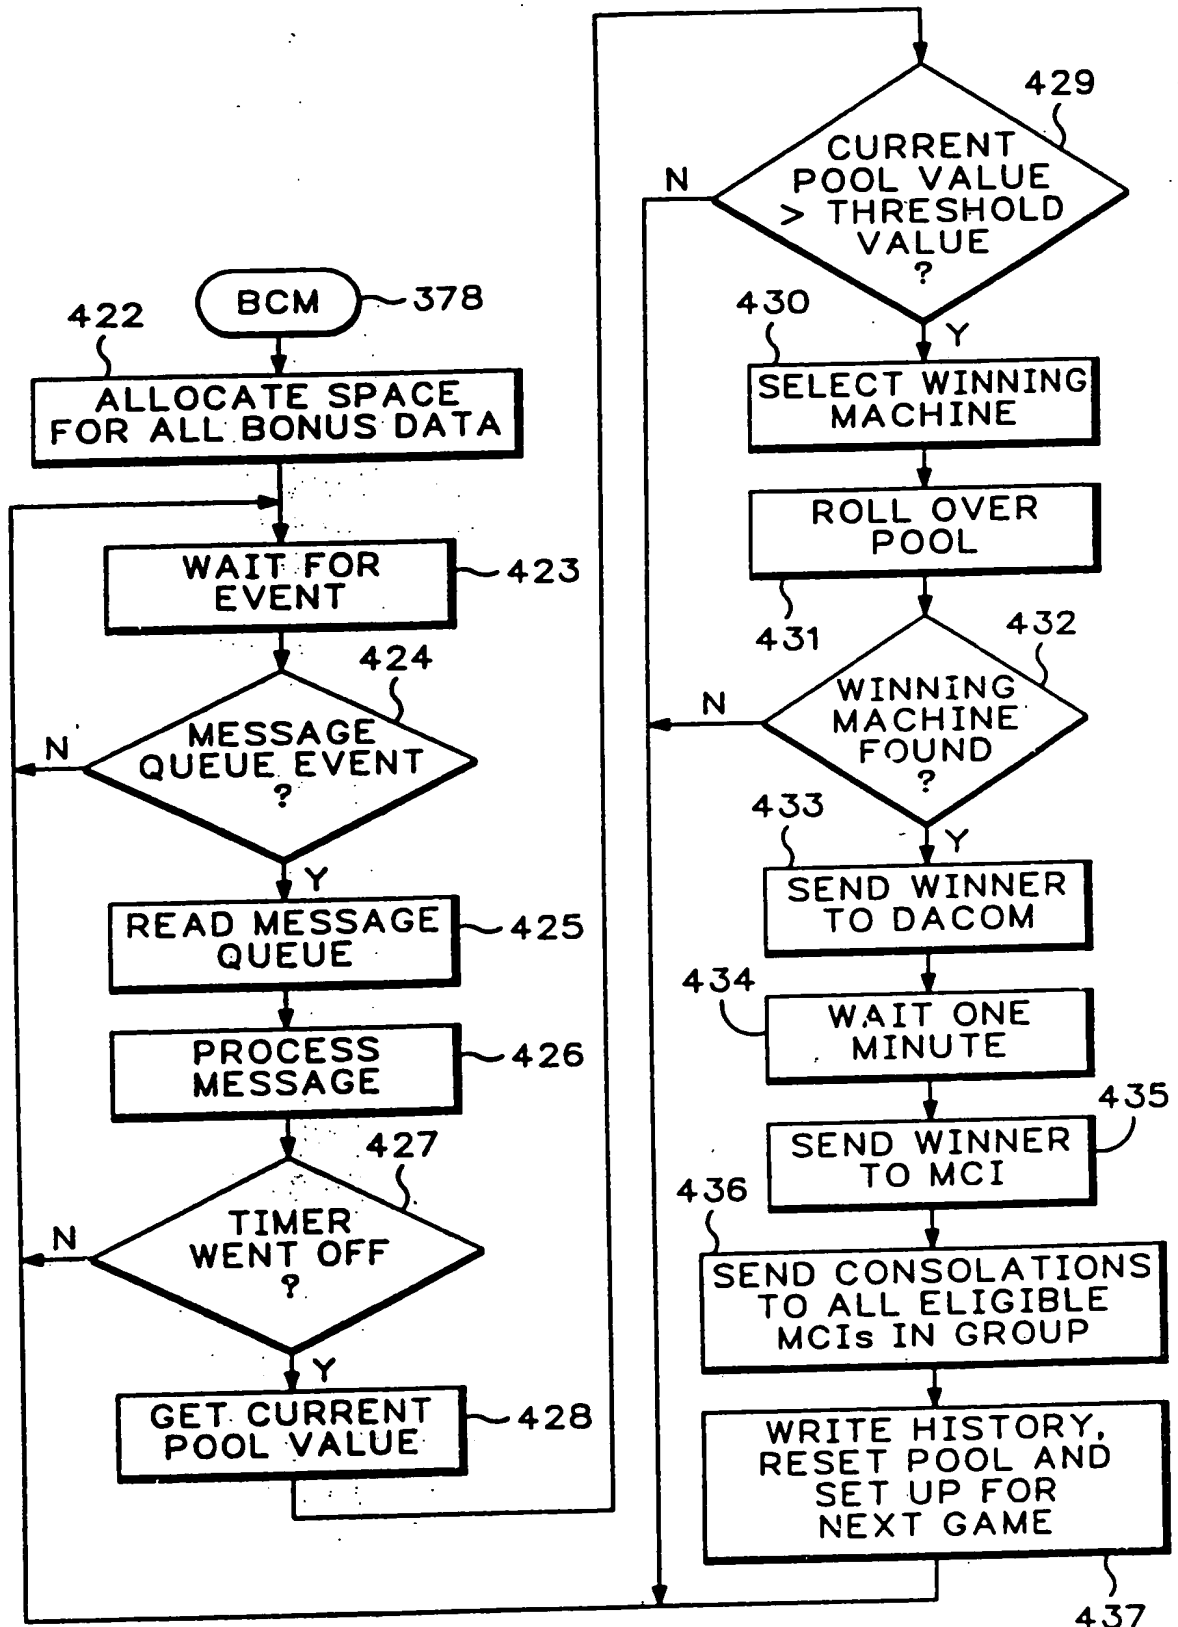 BCM
378
422
ALLOCATE SPACE
FOR ALL BONUS DATA
WAIT FOR
EVENT
423
424
MESSAGE
QUEUE EVENT
?
N
Y
READ MESSAGE
QUEUE
425
PROCESS
MESSAGE
426
427
TIMER
WENT OFF
?
N
Y
GET CURRENT
POOL VALUE
428
429
CURRENT
POOL VALUE
> THRESHOLD
VALUE
?
N
Y
430
SELECT WINNING
MACHINE
ROLL OVER
POOL
431
432
WINNING
MACHINE
FOUND
?
N
Y
433
SEND WINNER
TO DACOM
434
WAIT ONE
MINUTE
435
SEND WINNER
TO MCI
436
SEND CONSOLATIONS
TO ALL ELIGIBLE
MCIs IN GROUP
WRITE HISTORY,
RESET POOL AND
SET UP FOR
NEXT GAME
437